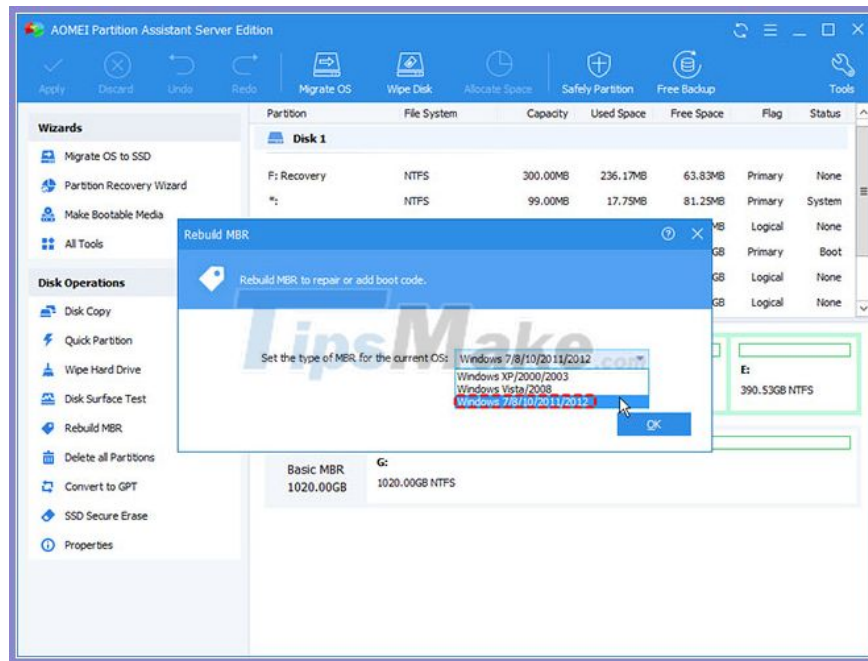 AOMEI Partition Assistant Server Edition
Apply Discard Undo Redo Migrate OS Wipe Disk Allocate Space Safely Partition Free Backup Tools
Wizards
Migrate OS to SSD
Partition Recovery Wizard
Make Bootable Media
All Tools
Disk Operations
Disk Copy
Quick Partition
Wipe Hard Drive
Disk Surface Test
Rebuild MBR
Delete all Partitions
Convert to GPT
SSD Secure Erase
Properties
Partition File System Capacity Used Space Free Space Flag Status
Disk 1
F: Recovery NTFS 300.00MB 236.17MB 63.83MB Primary None
*: NTFS 99.00MB 17.75MB 81.25MB Primary System
MB Logical None
GB Primary Boot
GB Logical None
GB Logical None
Rebuild MBR
Rebuild MBR to repair or add boot code.
TipsMake.com
Set the type of MBR for the current OS: Windows 7/8/10/2011/2012
Windows XP/2000/2003
Windows Vista/2008
Windows 7/8/10/2011/2012
OK
E:
390.53GB NTFS
Basic MBR
1020.00GB
G:
1020.00GB NTFS